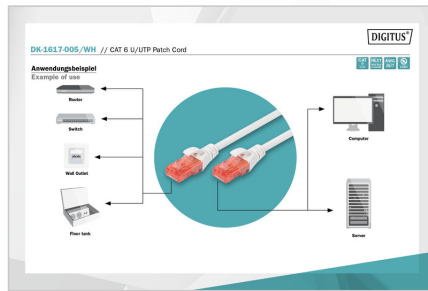 DIGITUS®
DK-1617-005/WH // CAT 6 U/UTP Patch Cord
Anwendungsbeispiel
Example of use
Router
Switch
Wall Outlet
Floor tank
Computer
Server